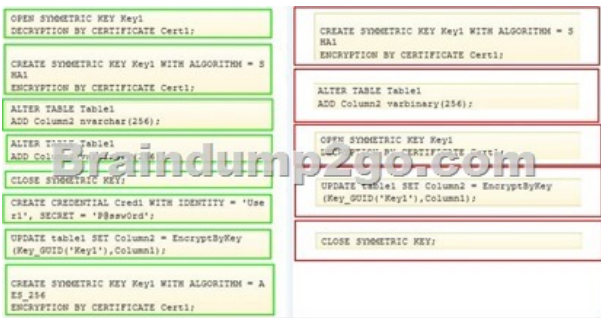 OPEN SYMMETRIC KEY Key1
DECRYPTION BY CERTIFICATE Cert1;
CREATE SYMMETRIC KEY Key1 WITH ALGORITHM = S
HA1
ENCRYPTION BY CERTIFICATE Cert1;
ALTER TABLE Table1
ADD Column2 nvarchar(256);
ALTER TABLE Table1
ADD
CLOSE SYMMETRIC KEY;
CREATE CREDENTIAL Cred1 WITH IDENTITY = 'Use
r1', SECRET = 'P@ssw0rd';
UPDATE table1 SET Column2 = EncryptByKey
(Key_GUID('Key1'),Column1);
CREATE SYMMETRIC KEY Key1 WITH ALGORITHM = A
ES_256
ENCRYPTION BY CERTIFICATE Cert1;
CREATE SYMMETRIC KEY Key1 WITH ALGORITHM = S
HA1
ENCRYPTION BY CERTIFICATE Cert1;
ALTER TABLE Table1
ADD Column2 varbinary(256);
OPEN SYMMETRIC KEY Key1
DECRYPTION BY CERTIFICATE Cert1;
UPDATE table1 SET Column2 = EncryptByKey
(Key_GUID('Key1'),Column1);
CLOSE SYMMETRIC KEY;
Braindump2go.com